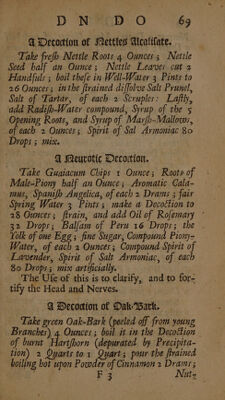 D N D O 69
A Decoction of Nettles Alcalisate.
Take fresh Nettle Roots 4 Ounces; Nettle
Seed half an Ounce; Nettle Leaves cut 2
Handfuls; boil these in Well-Water 3 Pints to
26 Ounces; in the strained dissolve Salt Prunel,
Salt of Tartar, of each 2 Scruples: Lastly,
add Radish-Water compound, Syrup of the 5
Opening Roots, and Syrup of Marsh-Mallows,
of each 2 Ounces; Spirit of Sal Armoniac 80
Drops; mix.
A Neurotic Decoction.
Take Guaiacum Chips 1 Ounce; Root of
Male-Piony half an Ounce; Aromatic Cala-
mus, Spanish Angelica, of each 2 Drams; fair
Spring Water 3 Pints; make a Decoction to
28 Ounces; strain, and add Oil of Rosemary
32 Drops; Balsam of Peru 16 Drops; the
Yolk of one Egg; fine Sugar, Compound Piony-
Water, of each 2 Ounces; Compound Spirit of
Lavender, Spirit of Salt Armoniac, of each
80 Drops; mix artificially.
The Use of this is to clarify, and to for-
tify the Head and Nerves.
A Decoction of Oak-Bark.
Take green Oak-Bark (peeled off from young
Branches) 4 Ounces; boil it in the Decoction
of burnt Hartshorn (depurated by Precipita-
tion) 2 Quarts to 1 Quart; pour the strained
boiling hot upon Powder of Cinnamon 2 Drams;
F 3 Nut-